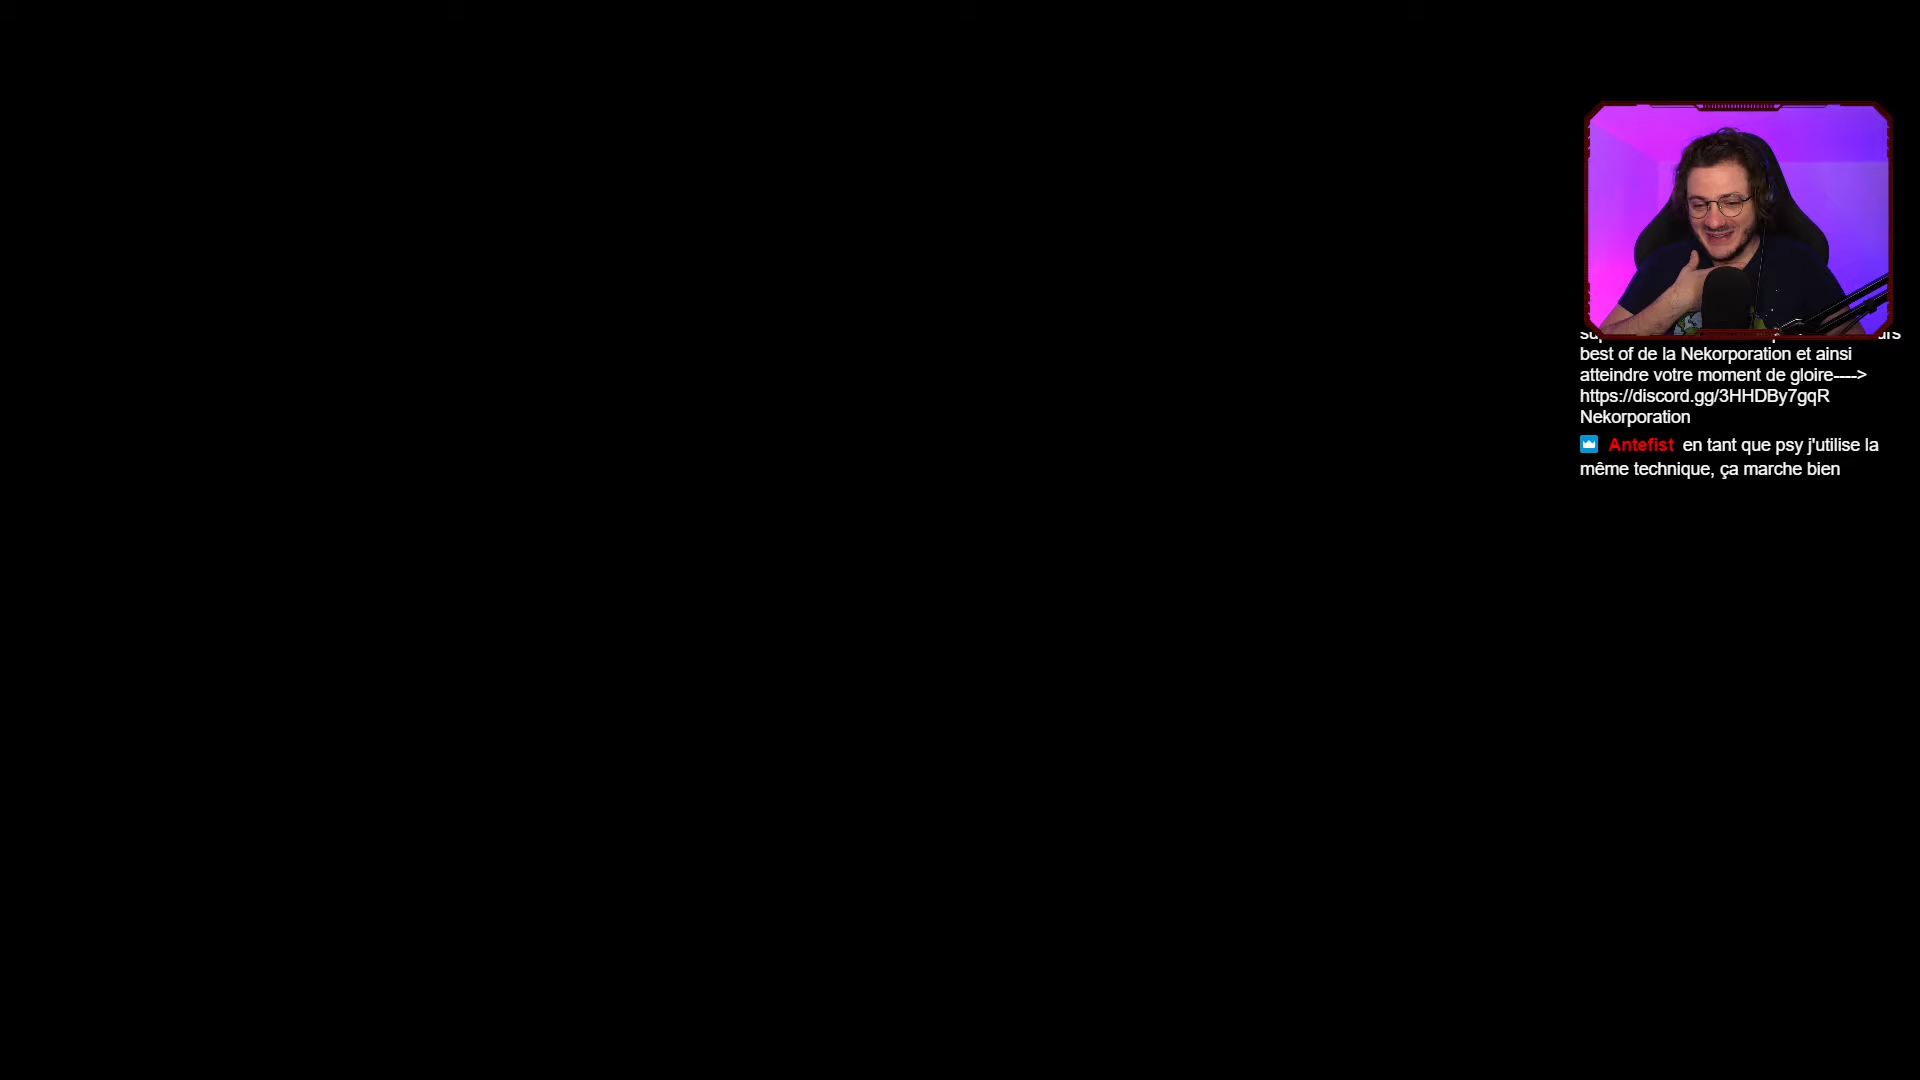 best of de la Nekorporation et ainsi
atteindre votre moment de gloire---->
https://discord.gg/3HHDBy7gqR
Nekorporation
Antefist en tant que psy j'utilise la
même technique, ça marche bien